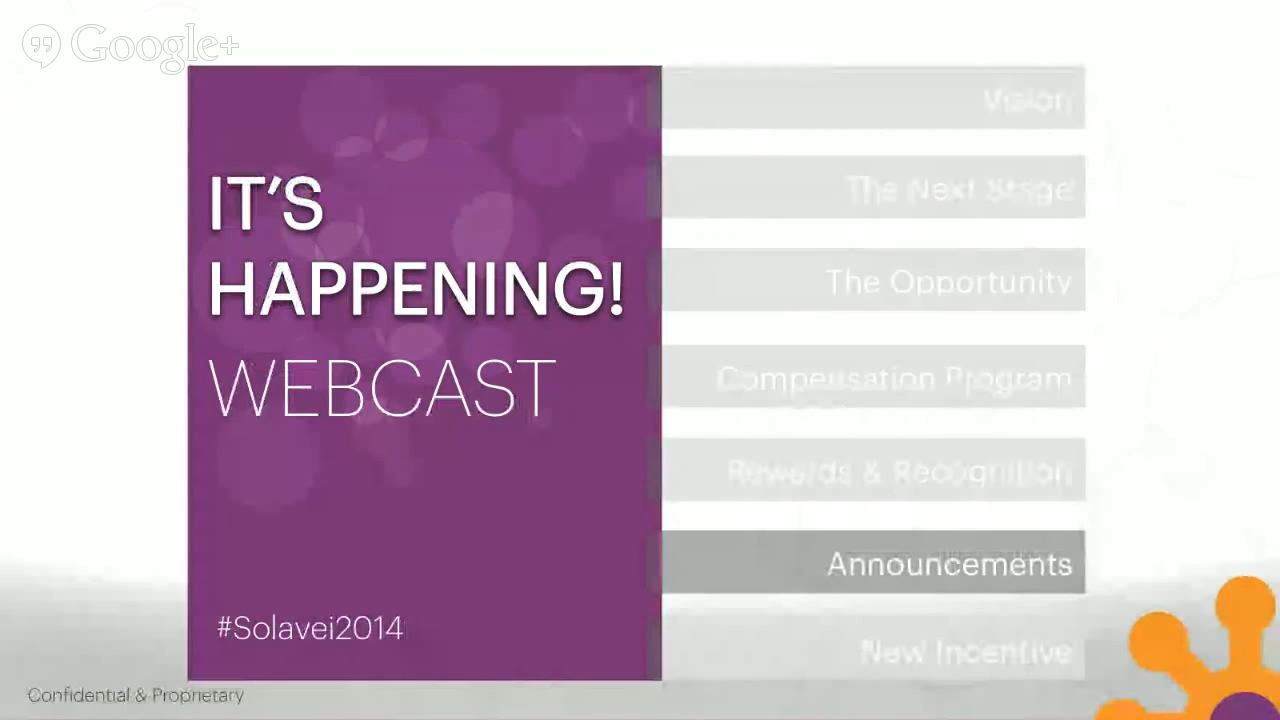 Google+
IT'S
HAPPENING!
WEBCAST
#Solavei2014
Vision
The Next Stage
The Opportunity
Compensation Program
Rewards & Recognition
Announcements
New Incentive
Confidential & Proprietary